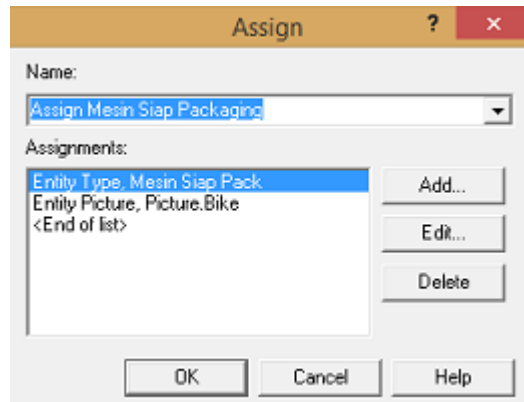 Assign
?
×
Name:
Assign Mesin Siap Packaging
Assignments:
Entity Type, Mesin Siap Pack
Entity Picture, Picture.Bike
<End of list>
Add...
Edit...
Delete
OK
Cancel
Help